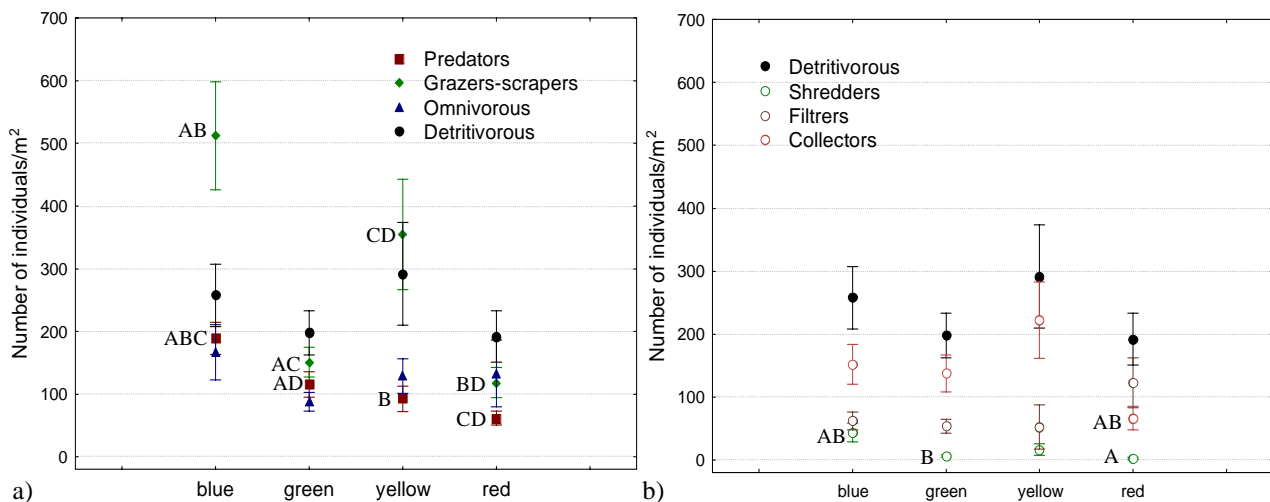 700
600
500
400
300
200
100
0
Number of individuals/m²
Predators
Grazers-scrapers
Omnivorous
Detritivorous
AB
ABC
AC
AD
CD
B
BD
CD
blue green yellow red
a)
700
600
500
400
300
200
100
0
Number of individuals/m²
Detritivorous
Shredders
Filtrers
Collectors
AB
B
AB
A
blue green yellow red
b)